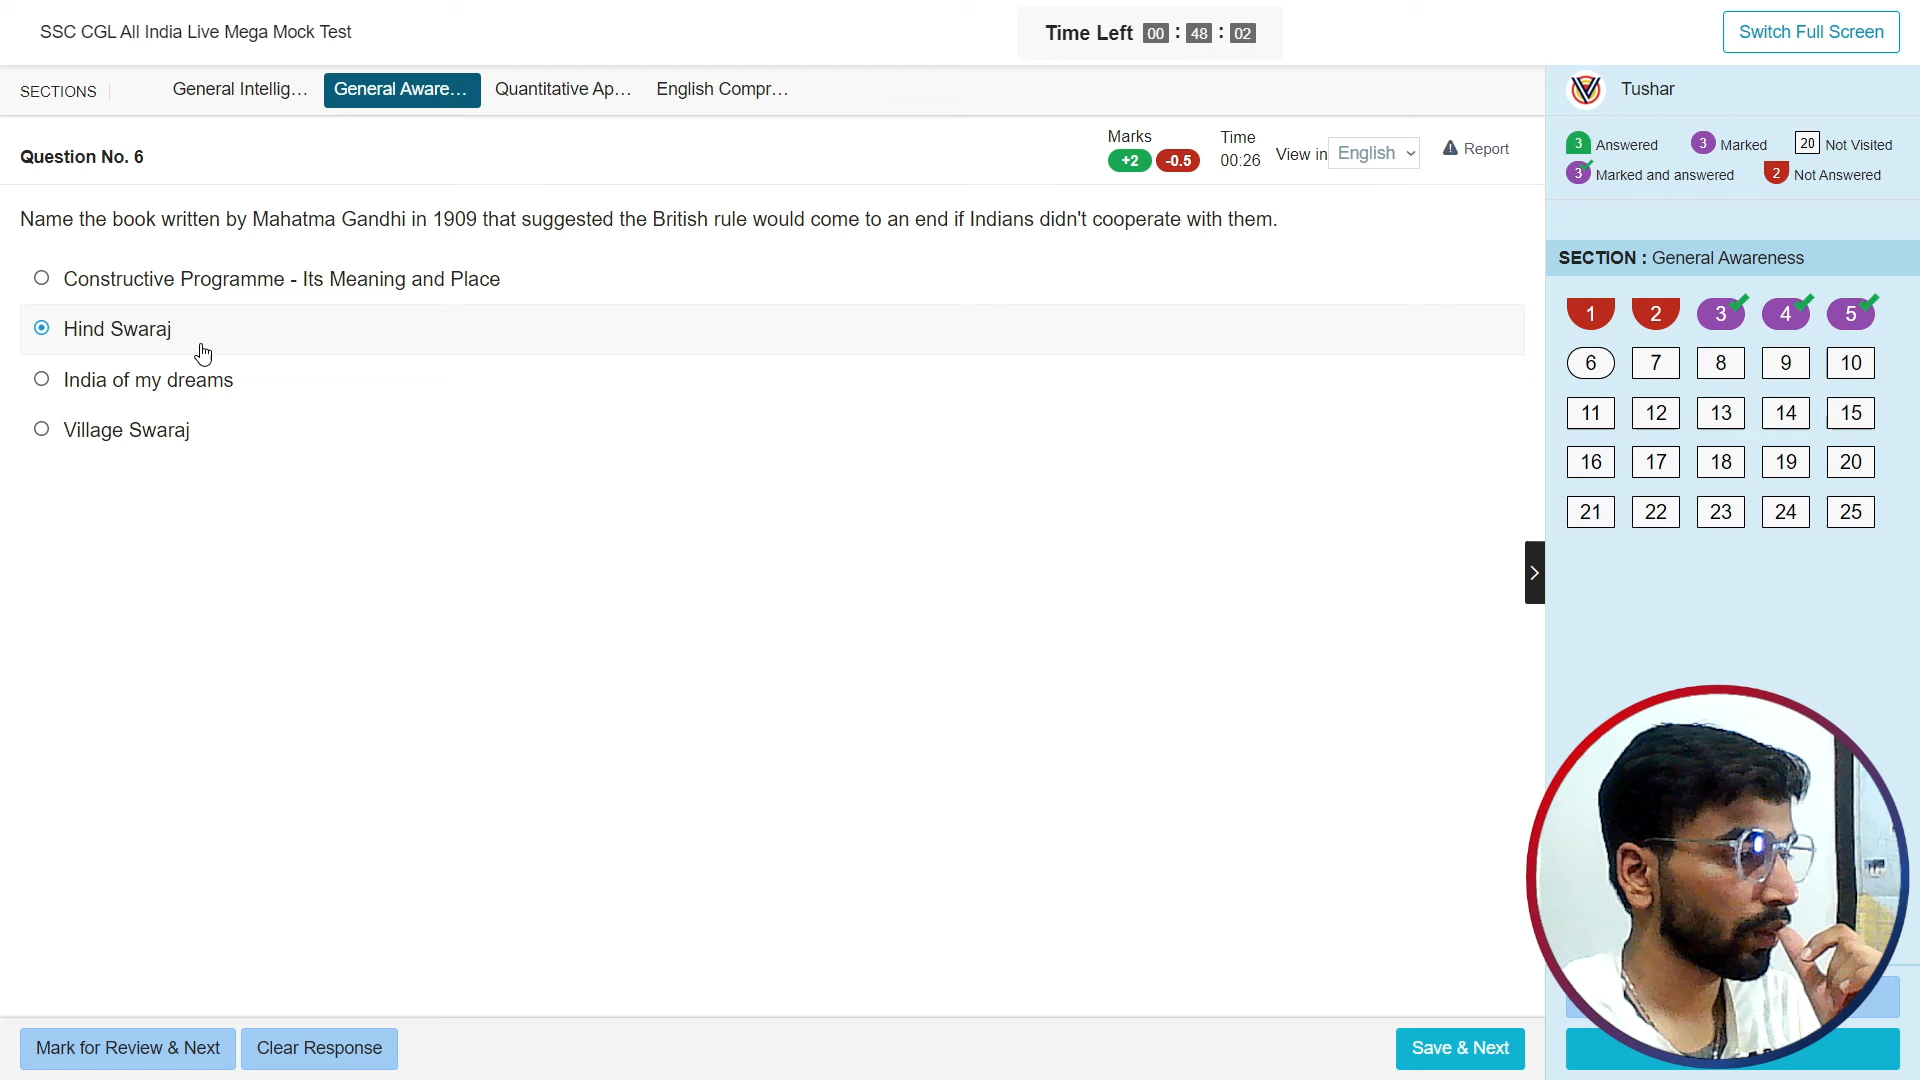 SSC CGL All India Live Mega Mock Test
Time Left 00 : 48 : 02
Switch Full Screen
SECTIONS
General Intellig...
General Aware...
Quantitative Ap...
English Compr...
Tushar
Question No. 6
Marks
+2 -0.5
Time
00:26
View in English
Report
3 Answered
3 Marked
20 Not Visited
3 Marked and answered
2 Not Answered
Name the book written by Mahatma Gandhi in 1909 that suggested the British rule would come to an end if Indians didn't cooperate with them.
Constructive Programme - Its Meaning and Place
Hind Swaraj
India of my dreams
Village Swaraj
SECTION : General Awareness
1 2 3 4 5
6 7 8 9 10
11 12 13 14 15
16 17 18 19 20
21 22 23 24 25
Mark for Review & Next
Clear Response
Save & Next